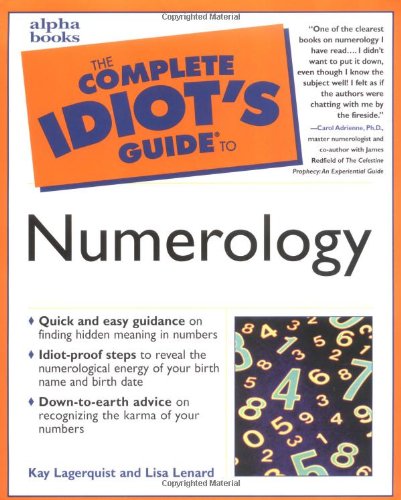 Copyrighted Material
alpha
books
THE
COMPLETE
IDIOT'S
GUIDE® TO
"One of the clearest
books on numerology I
have read.... I didn't
want to put it down,
even though I know the
subject well! I felt as if
the authors were
chatting with me by
the fireside."
—Carol Adrienne, Ph.D.,
master numerologist and
co-author with James
Redfield of The Celestine
Prophecy: An Experiential Guide
Numerology
♦ Quick and easy guidance on
finding hidden meaning in numbers
♦ Idiot-proof steps to reveal the
numerological energy of your birth
name and birth date
♦ Down-to-earth advice on
recognizing the karma of your
numbers
Kay Lagerquist and Lisa Lenard
Copyrighted Material